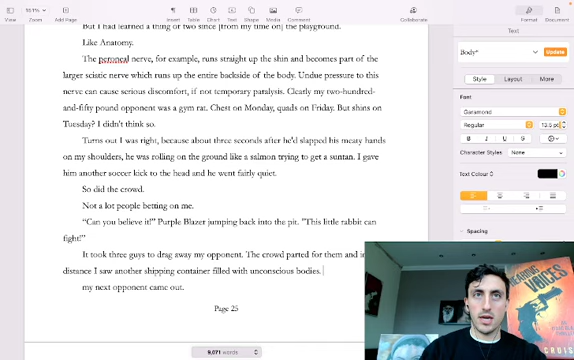 161%
View Zoom Add Page Insert Table Chart Text Shape Media Comment Collaborate Format Document
But I had learned a thing or two since [from my time on] the playground.
Like Anatomy.
The peroneal nerve, for example, runs straight up the shin and becomes part of the
larger sciatic nerve which runs up the entire backside of the body. Undue pressure to this
nerve can cause serious discomfort, if not temporary paralysis. Clearly my two-hundred-
and-fifty pound opponent was a gym rat. Chest on Monday, quads on Friday. But shins on
Tuesday? I didn't think so.
Turns out I was right, because about three seconds after he'd slapped his meaty hands
on my shoulders, he was rolling on the ground like a salmon trying to get a suntan. I gave
him another soccer kick to the head and he went fairly quiet.
So did the crowd.
Not a lot people betting on me.
“Can you believe it!” Purple Blazer jumping back into the pit. "This little rabbit can
fight!"
It took three guys to drag away my opponent. The crowd parted for them and in
distance I saw another shipping container filled with unconscious bodies.
my next opponent came out.
Page 25
9,071 words
Text
Body*
Update
Style Layout More
Font
Garamond
Regular
13.5 pt
B I U S
Character Styles
None
Text Colour
Spacing
HEARING
VOICES
CROIS